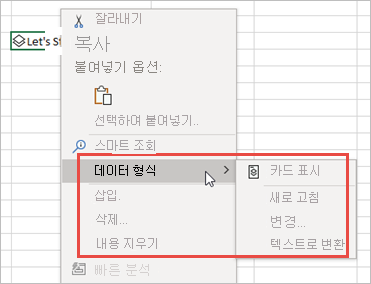 잘라내기
Let's St
복사
붙여넣기 옵션:
선택하여 붙여넣기..
스마트 조회
데이터 형식
카드 표시
삽입.
새로 고침
삭제...
변경...
내용 지우기
텍스트로 변환
빠른 분석